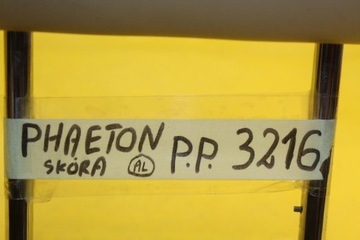 PHAETON P.P. 3216
SKÓRA AL